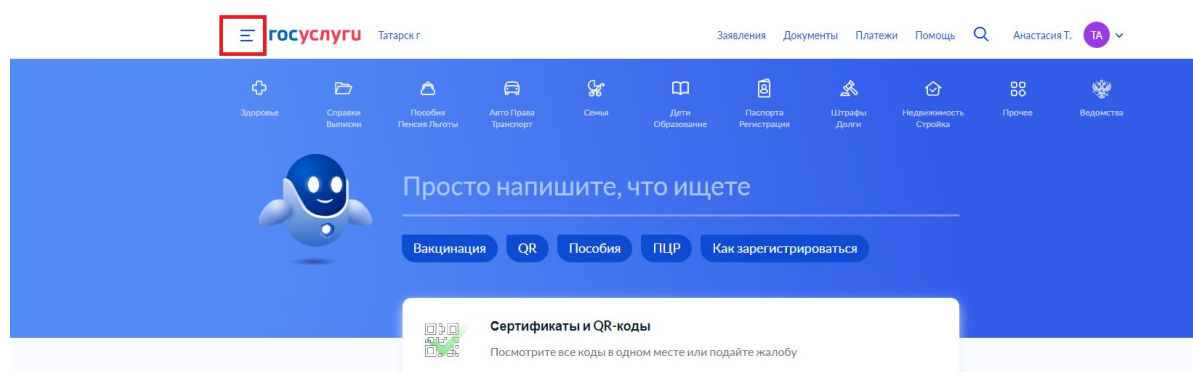 госуслуги Татарск г Заявления Документы Платежи Помощь Анастасия Т. ТА
Здоровье Справки Пособия Авто Права Семья Дети Паспорта Штрафы Недвижимость Прочее Ведомства
Выписки Пенсия Льготы Транспорт Образование Регистрация Долги Стройка
Просто напишите, что ищете
Вакцинация QR Пособия ПЦР Как зарегистрироваться
Сертификаты и QR-коды
Посмотрите все коды в одном месте или подайте жалобу